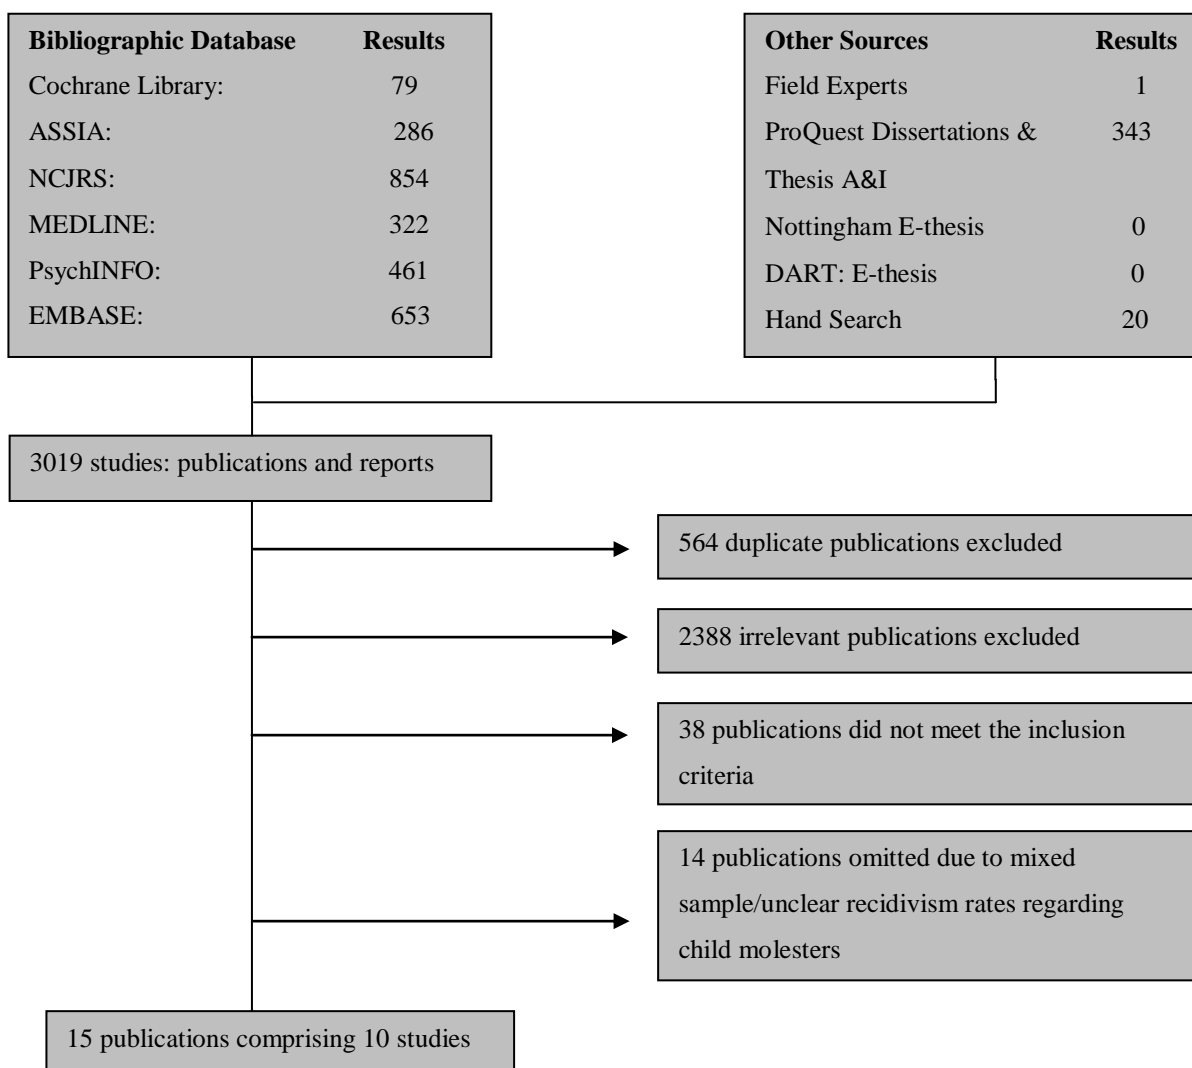 Bibliographic Database Results
Cochrane Library: 79
ASSIA: 286
NCJRS: 854
MEDLINE: 322
PsychINFO: 461
EMBASE: 653
Other Sources Results
Field Experts 1
ProQuest Dissertations & 343
Thesis A&I
Nottingham E-thesis 0
DART: E-thesis 0
Hand Search 20
3019 studies: publications and reports
564 duplicate publications excluded
2388 irrelevant publications excluded
38 publications did not meet the inclusion
criteria
14 publications omitted due to mixed
sample/unclear recidivism rates regarding
child molesters
15 publications comprising 10 studies